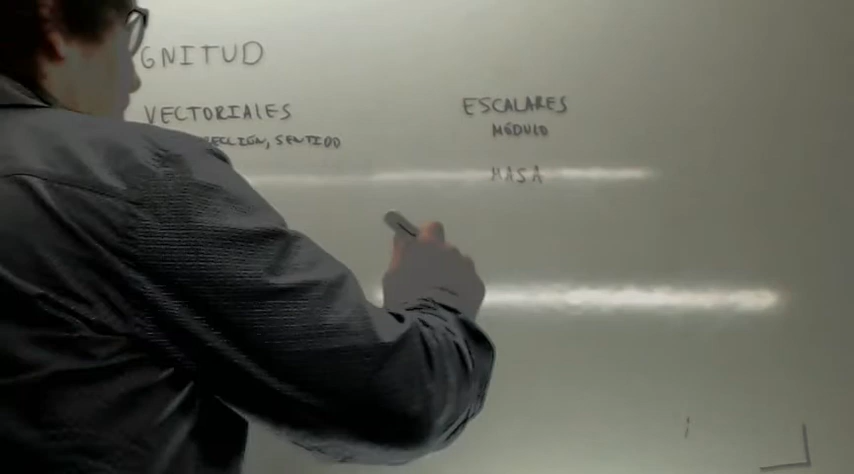 GNITUD
VECTORIALES
ECCIÓN, SENTIDO
ESCALARES
MÓDULO
MASA